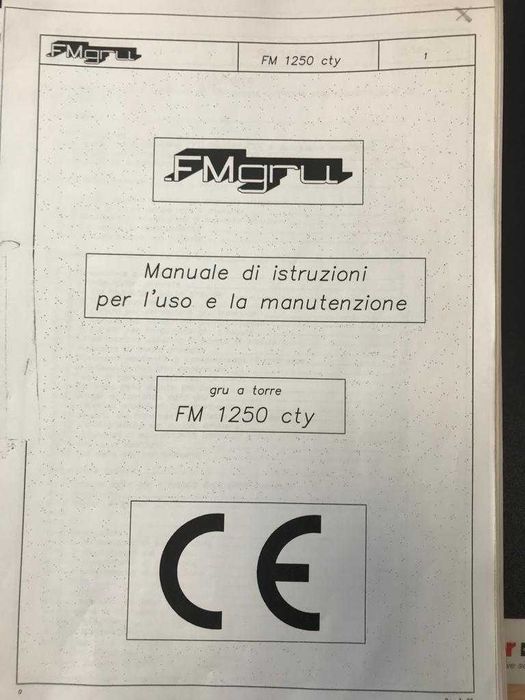 FMgru
FM 1250 cty
1
FMgru
Manuale di istruzioni
per l'uso e la manutenzione
gru a torre
FM 1250 cty
CE
0